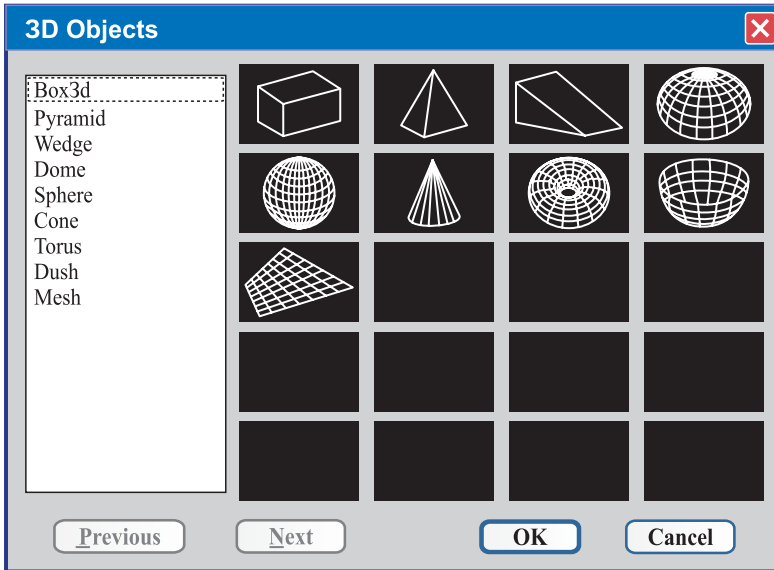 3D Objects
Box3d
Pyramid
Wedge
Dome
Sphere
Cone
Torus
Dush
Mesh
Previous
Next
OK
Cancel